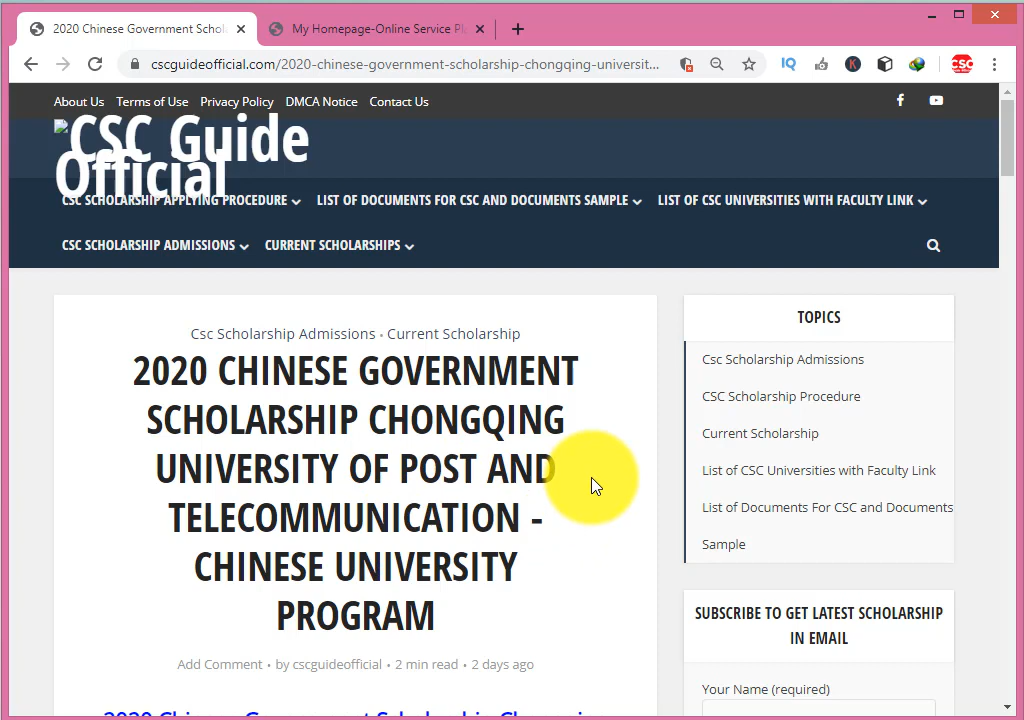 2020 Chinese Government Schol
My Homepage-Online Service Pl
cscguideofficial.com/2020-chinese-government-scholarship-chongqing-universit...
IQ
K
CSC
About Us Terms of Use Privacy Policy DMCA Notice Contact Us
CSC Guide
Official
CSC SCHOLARSHIP APPLYING PROCEDURE LIST OF DOCUMENTS FOR CSC AND DOCUMENTS SAMPLE LIST OF CSC UNIVERSITIES WITH FACULTY LINK
CSC SCHOLARSHIP ADMISSIONS CURRENT SCHOLARSHIPS
Csc Scholarship Admissions • Current Scholarship
2020 CHINESE GOVERNMENT
SCHOLARSHIP CHONGQING
UNIVERSITY OF POST AND
TELECOMMUNICATION -
CHINESE UNIVERSITY
PROGRAM
Add Comment • by cscguideofficial • 2 min read • 2 days ago
2020 Chinese Government Scholarship Chongqing
TOPICS
Csc Scholarship Admissions
CSC Scholarship Procedure
Current Scholarship
List of CSC Universities with Faculty Link
List of Documents For CSC and Documents
Sample
SUBSCRIBE TO GET LATEST SCHOLARSHIP
IN EMAIL
Your Name (required)